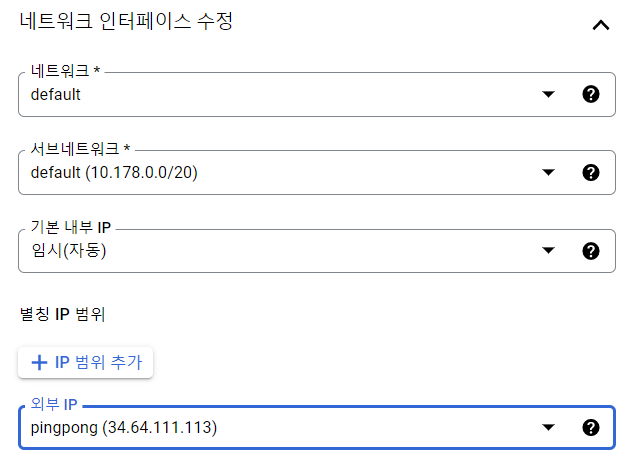 네트워크 인터페이스 수정
네트워크 *
default
서브네트워크 *
default (10.178.0.0/20)
기본 내부 IP
임시(자동)
별칭 IP 범위
+ IP 범위 추가
외부 IP
pingpong (34.64.111.113)